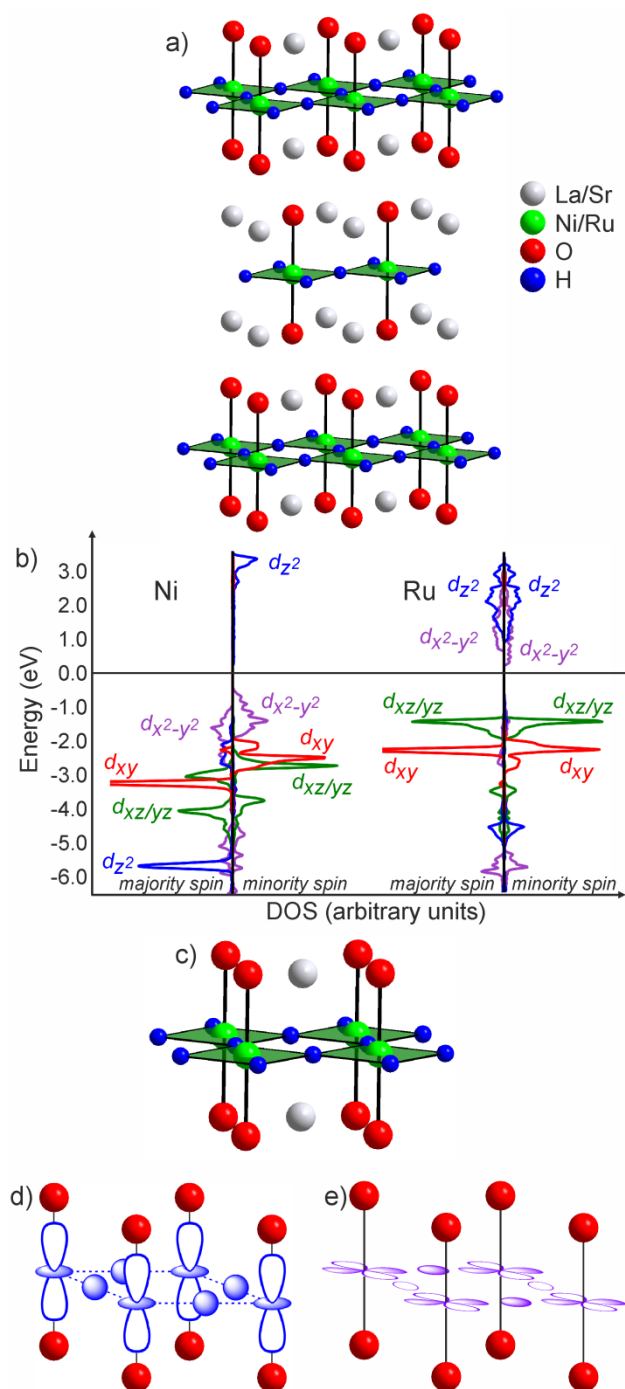 a)
La/Sr
Ni/Ru
O
H
b)
3.0
2.0
1.0
0.0
-1.0
-2.0
-3.0
-4.0
-5.0
-6.0
Energy (eV)
Ni
Ru
dz²
dz² dz²
dx²-y² dx²-y²
dx²-y² dx²-y²
dxz/yz dxz/yz
dxy dxy
dxy dxy
dxz/yz dxz/yz
dz²
majority spin minority spin majority spin minority spin
DOS (arbitrary units)
c)
d) e)